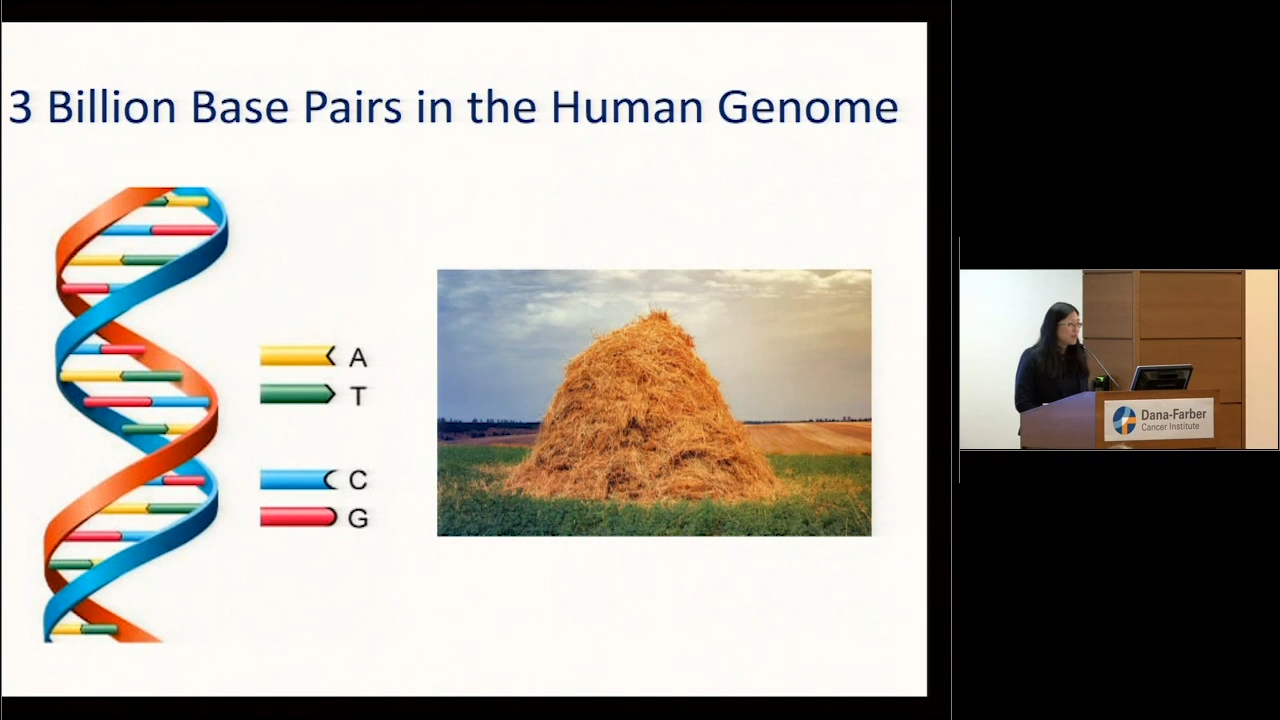 3 Billion Base Pairs in the Human Genome
A
T
C
G
Dana-Farber
Cancer Institute